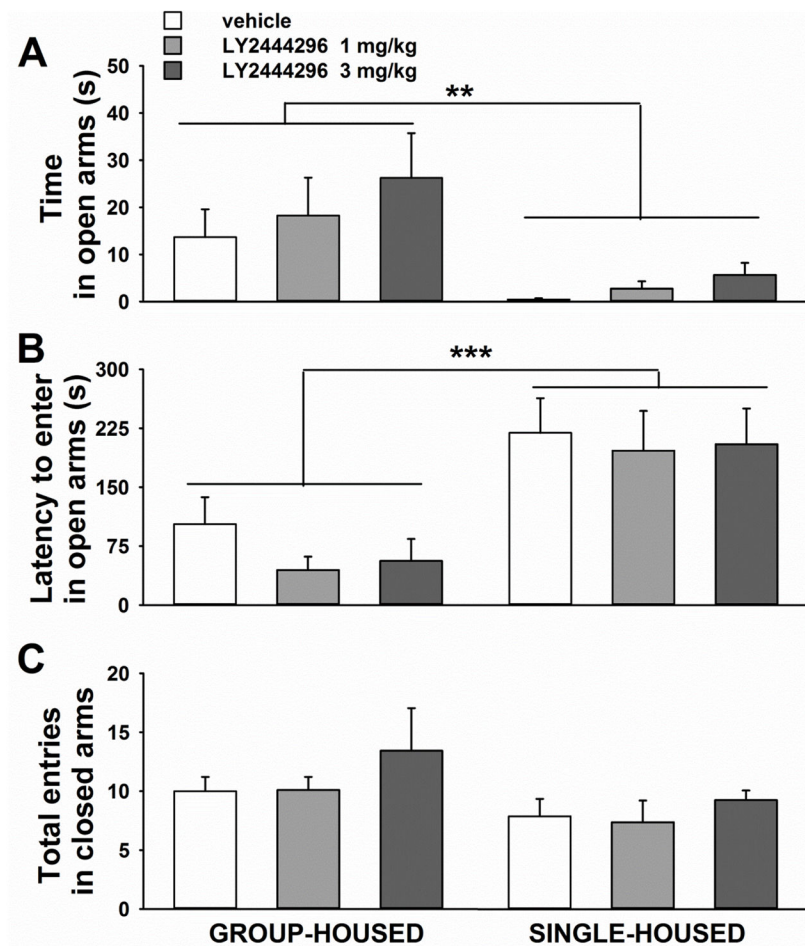 vehicle
LY2444296 1 mg/kg
LY2444296 3 mg/kg
A
Time
in open arms (s)
50
40
30
20
10
0
**
B
Latency to enter
in open arms (s)
300
225
150
75
0
***
C
Total entries
in closed arms
20
15
10
5
0
GROUP-HOUSED
SINGLE-HOUSED